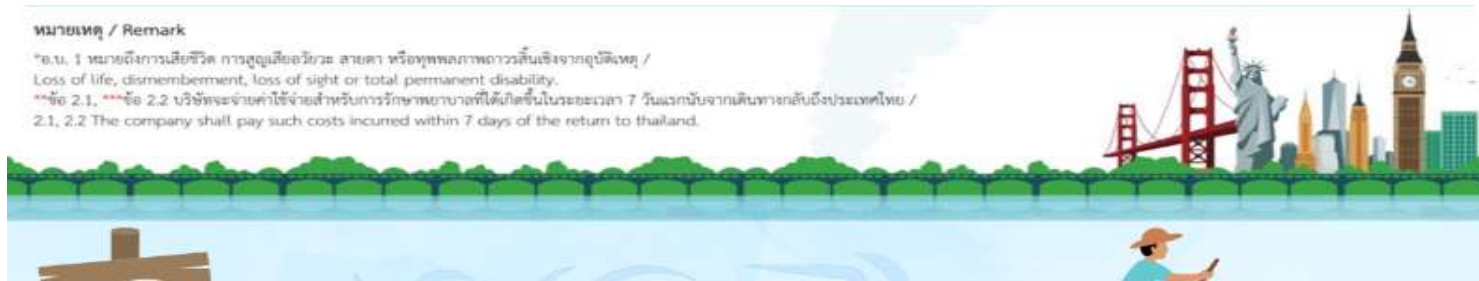 หมายเหตุ / Remark
*อ.บ. 1 หมายถึงการเสียชีวิต การสูญเสียอวัยวะ สายตา หรือทุพพลภาพถาวรสิ้นเชิงจากอุบัติเหตุ /
Loss of life, dismemberment, loss of sight or total permanent disability.
**ข้อ 2.1, ***ข้อ 2.2 บริษัทจะจ่ายค่าใช้จ่ายสำหรับการรักษาพยาบาลที่ได้เกิดขึ้นในระยะเวลา 7 วันแรกนับจากเดินทางกลับถึงประเทศไทย /
2.1, 2.2 The company shall pay such costs incurred within 7 days of the return to thailand.